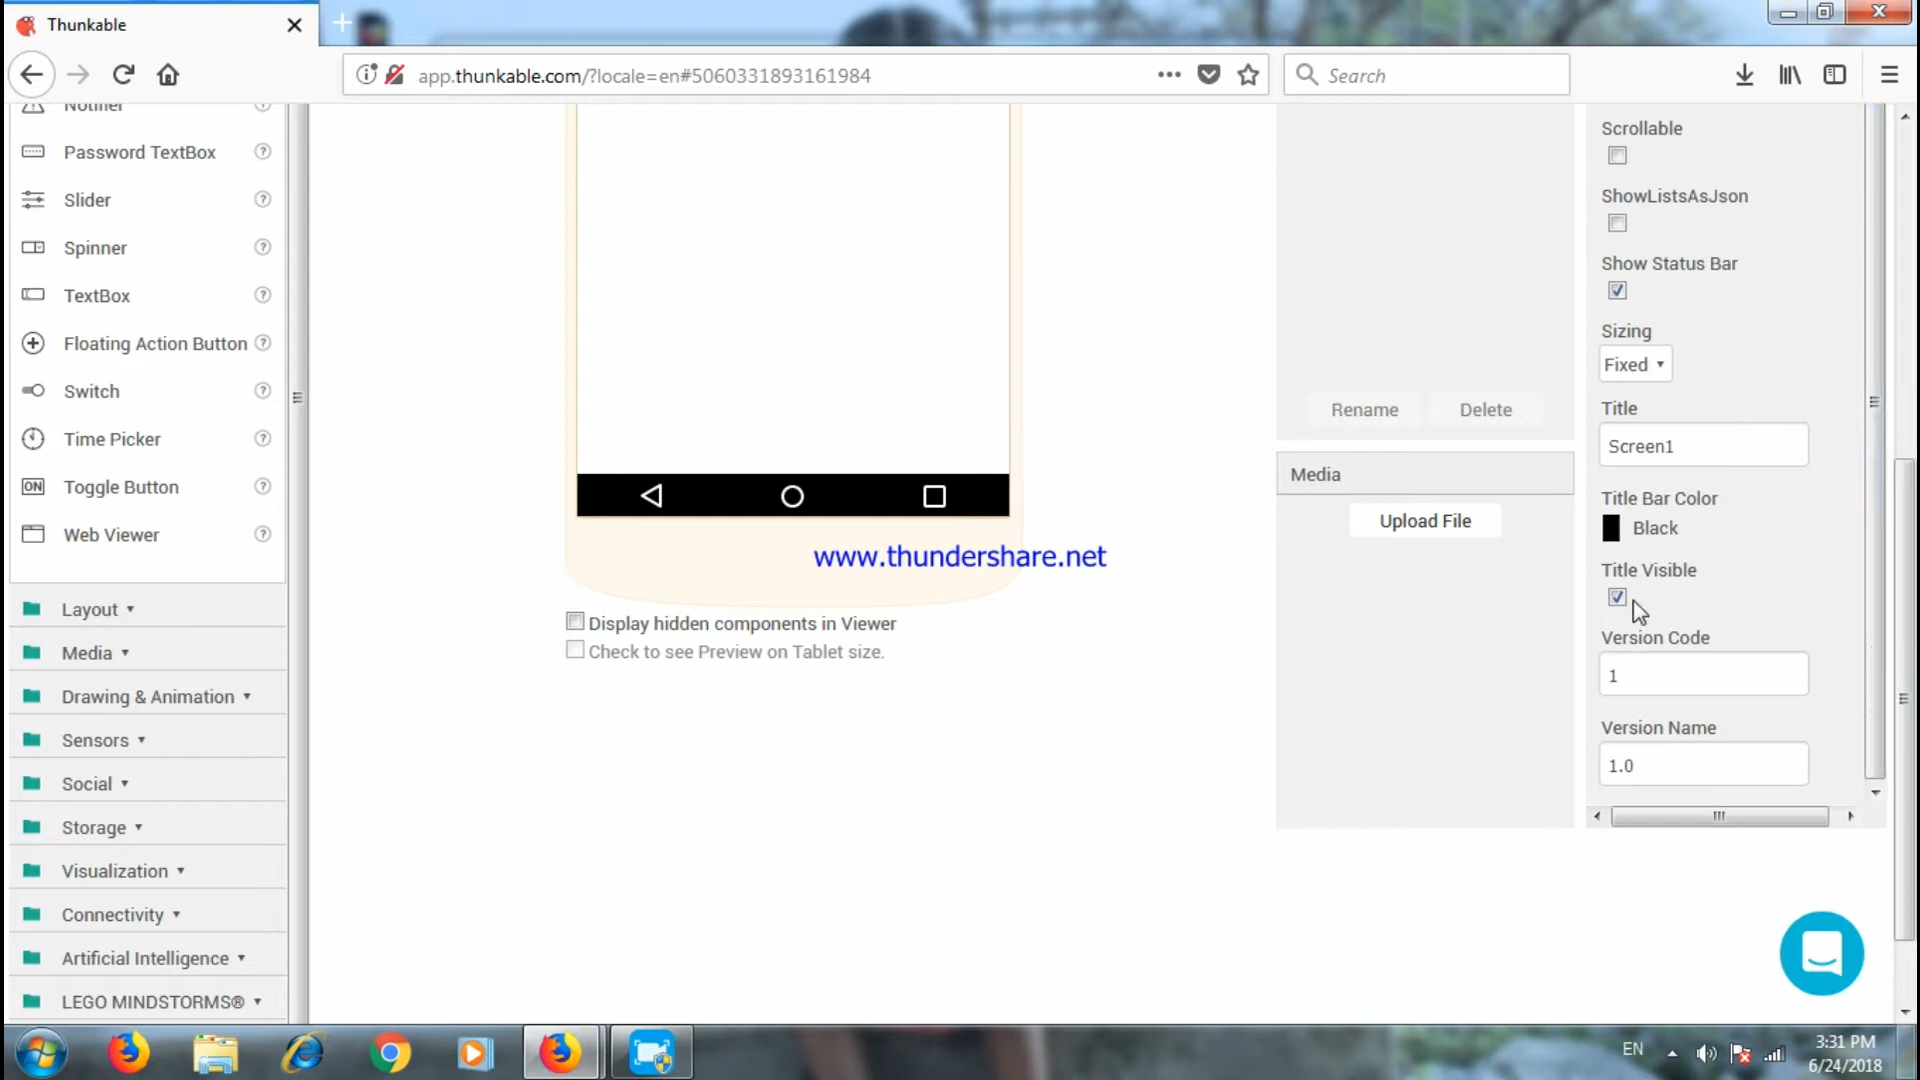 Thunkable
app.thunkable.com/?locale=en#5060331893161984
Search
Notifier
Password TextBox
Slider
Spinner
TextBox
Floating Action Button
Switch
Time Picker
ON Toggle Button
Web Viewer
Layout
Media
Drawing & Animation
Sensors
Social
Storage
Visualization
Connectivity
Artificial Intelligence
LEGO MINDSTORMS®
www.thundershare.net
Display hidden components in Viewer
Check to see Preview on Tablet size.
Rename Delete
Media
Upload File
Scrollable
ShowListsAsJson
Show Status Bar
Sizing
Fixed
Title
Screen1
Title Bar Color
Black
Title Visible
Version Code
1
Version Name
1.0
EN
3:31 PM
6/24/2018